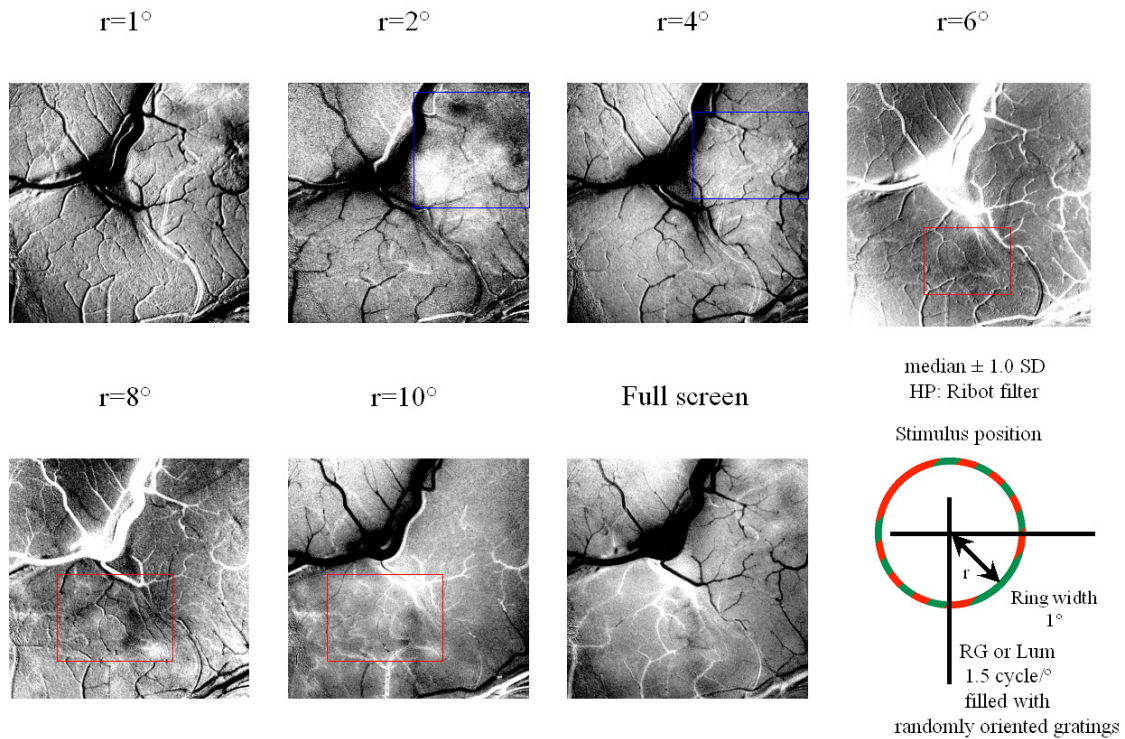 r=1°
r=2°
r=4°
r=6°
r=8°
r=10°
Full screen
median ± 1.0 SD
HP: Ribot filter
Stimulus position
r
Ring width
1°
RG or Lum
1.5 cycle/°
filled with
randomly oriented gratings